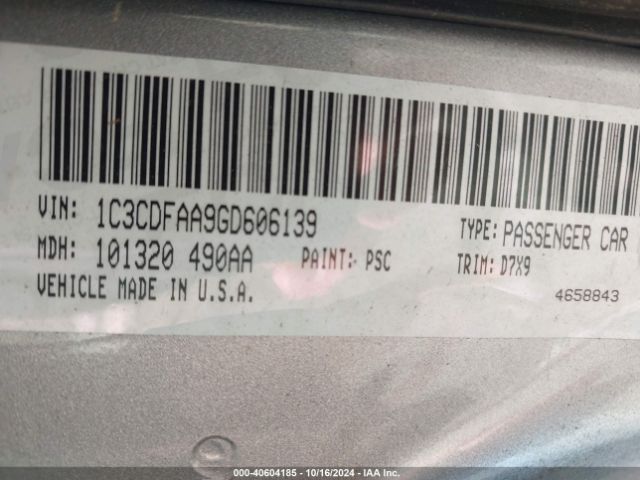 VIN: 1C3CDFAA9GD606139
TYPE: PASSENGER CAR
MDH: 101320 490AA
PAINT: PSC
TRIM: D7X9
VEHICLE MADE IN U.S.A.
4658843
000-40604185 | 10/16/2024 | IAA Inc.